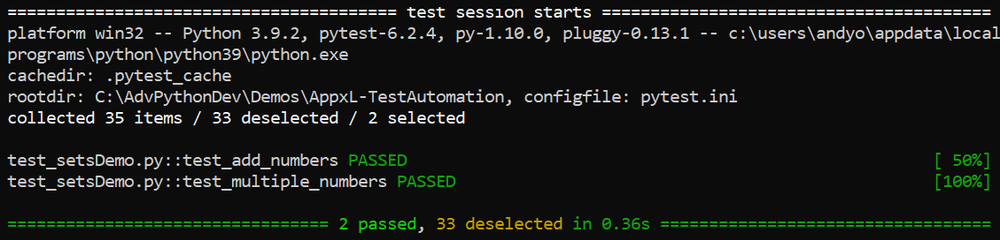 ======================================== test session starts ========================================
platform win32 -- Python 3.9.2, pytest-6.2.4, py-1.10.0, pluggy-0.13.1 -- c:\users\andyo\appdata\local
programs\python\python39\python.exe
cachedir: .pytest_cache
rootdir: C:\AdvPythonDev\Demos\AppxL-TestAutomation, configfile: pytest.ini
collected 35 items / 33 deselected / 2 selected
test_setsDemo.py::test_add_numbers PASSED [ 50%]
test_setsDemo.py::test_multiple_numbers PASSED [100%]
================================== 2 passed, 33 deselected in 0.36s ==================================